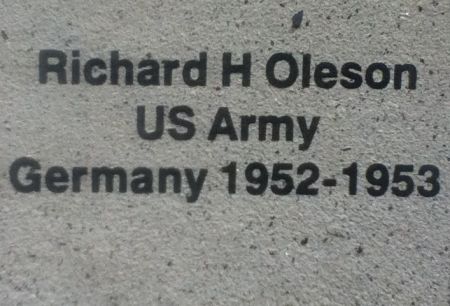 Richard H Oleson
US Army
Germany 1952-1953